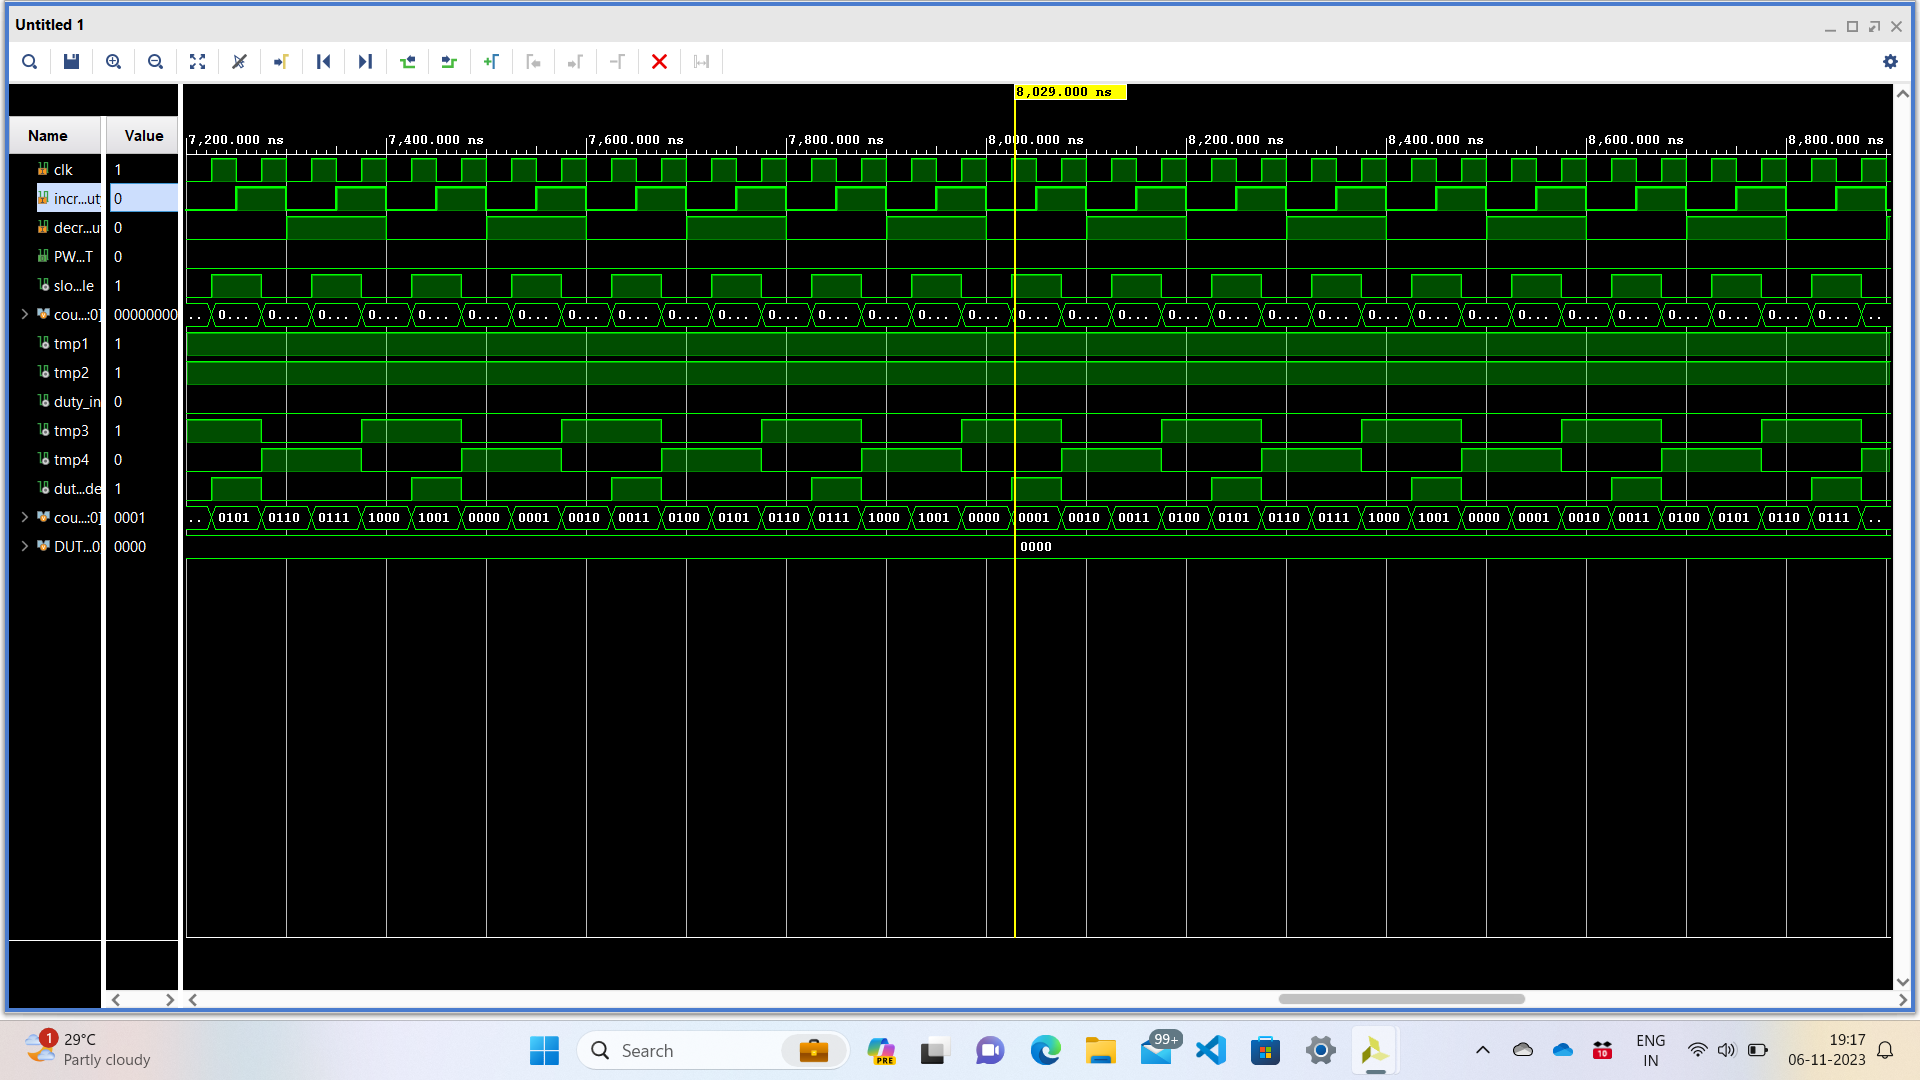 Untitled 1
8,029.000 ns
Name Value
7,200.000 ns 7,400.000 ns 7,600.000 ns 7,800.000 ns 8,000.000 ns 8,200.000 ns 8,400.000 ns 8,600.000 ns 8,800.000 ns
clk 1
incr...ut 0
decr...u 0
PW...T 0
slo...le 1
cou...:0] 00000000 .. 0... 0... 0... 0... 0... 0... 0... 0... 0... 0... 0... 0... 0... 0... 0... 0... 0... 0... 0... 0... 0... 0... 0... 0... 0... 0... 0... 0... 0... 0... 0... 0... 0... ..
tmp1 1
tmp2 1
duty_in 0
tmp3 1
tmp4 0
dut...de 1
cou...:0] 0001 .. 0101 0110 0111 1000 1001 0000 0001 0010 0011 0100 0101 0110 0111 1000 1001 0000 0001 0010 0011 0100 0101 0110 0111 1000 1001 0000 0001 0010 0011 0100 0101 0110 0111 ..
DUT...0 0000 0000
1 29°C
Partly cloudy
Search
PRE
99+
10
ENG
IN
19:17
06-11-2023